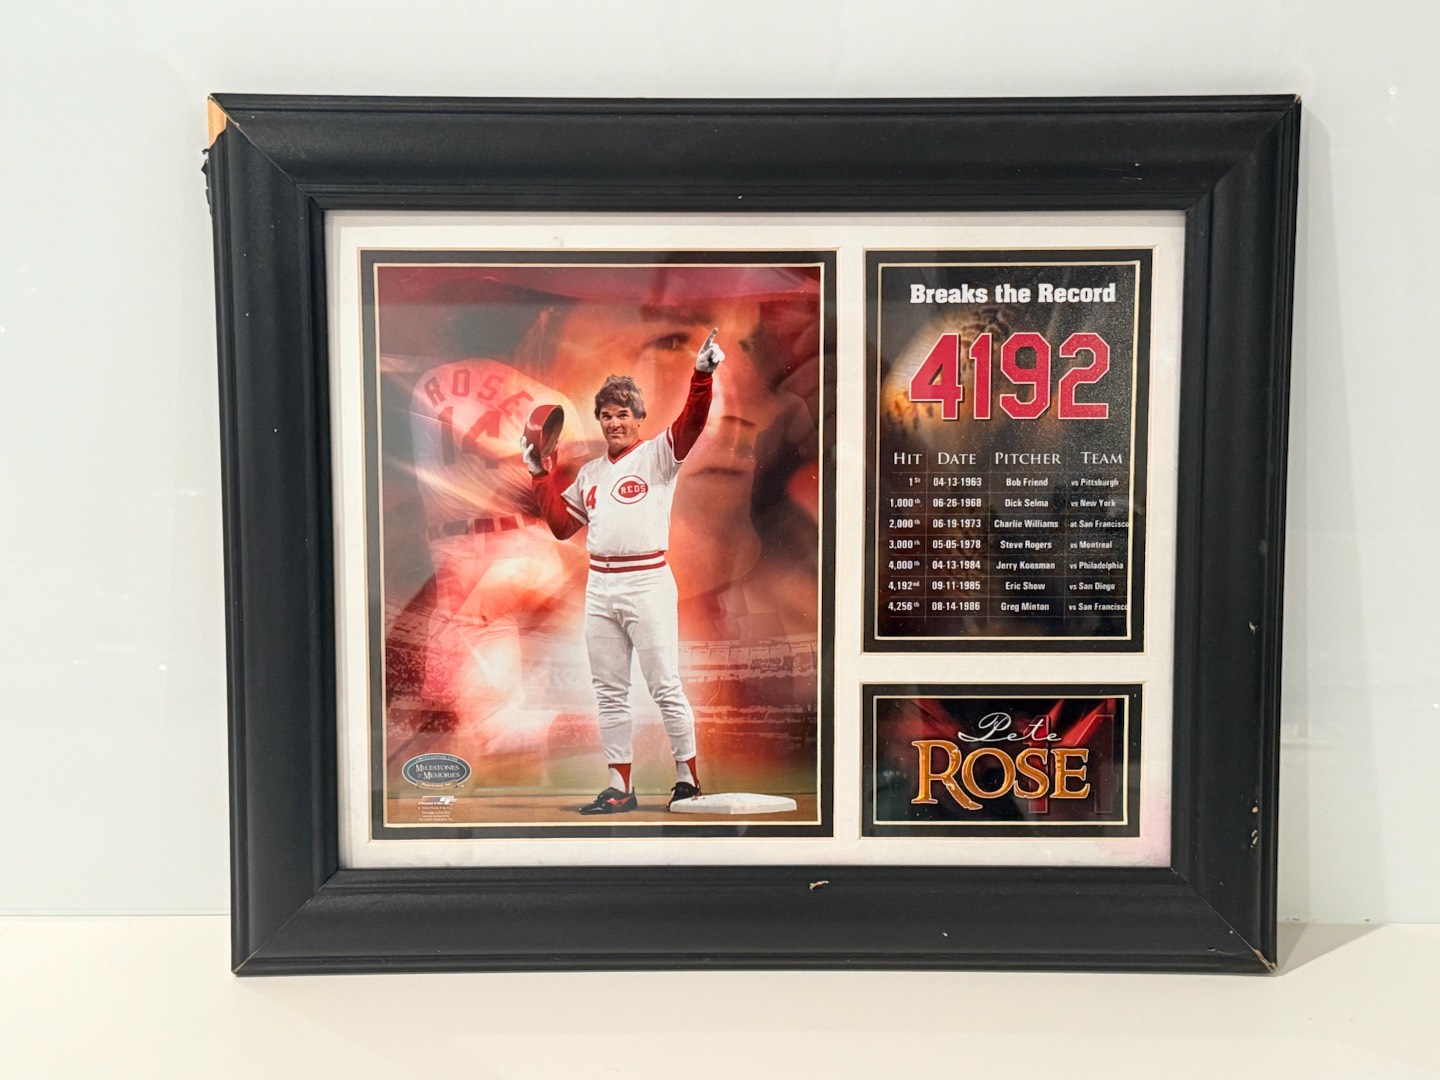 ROSE
14
REDS
4
MILESTONES
& MEMORIES
Breaks the Record
4192
HIT DATE PITCHER TEAM
1st 04-13-1963 Bob Friend vs Pittsburgh
1,000th 06-26-1968 Dick Selma vs New York
2,000th 06-19-1973 Charlie Williams at San Francisco
3,000th 05-05-1978 Steve Rogers vs Montreal
4,000th 04-13-1984 Jerry Koosman vs Philadelphia
4,192nd 09-11-1985 Eric Show vs San Diego
4,256th 08-14-1986 Greg Minton vs San Francisco
Pete
ROSE